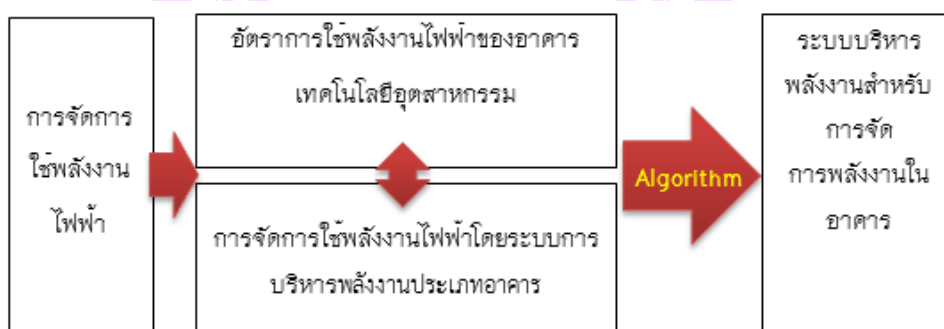 การจัดการ
ใช้พลังงาน
ไฟฟ้า
อัตราการใช้พลังงานไฟฟ้าของอาคาร
เทคโนโลยีอุตสาหกรรม
การจัดการใช้พลังงานไฟฟ้าโดยระบบการ
บริหารพลังงานประเภทอาคาร
Algorithm
ระบบบริหาร
พลังงานสำหรับ
การจัด
การพลังงานใน
อาคาร